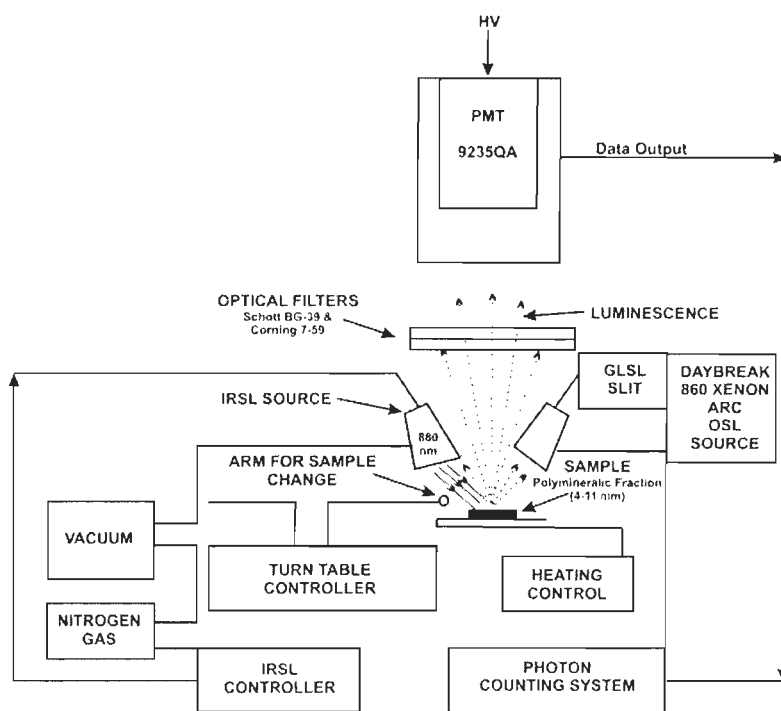 HV
PMT
9235QA
Data Output
OPTICAL FILTERS
Schott BG-39 &
Corning 7-59
LUMINESCENCE
GLSL
SLIT
DAYBREAK
860 XENON
ARC
OSL
SOURCE
IRSL SOURCE
880
nm
ARM FOR SAMPLE
CHANGE
SAMPLE
Polymineralic Fraction
(4-11 mm)
VACUUM
TURN TABLE
CONTROLLER
HEATING
CONTROL
NITROGEN
GAS
IRSL
CONTROLLER
PHOTON
COUNTING SYSTEM